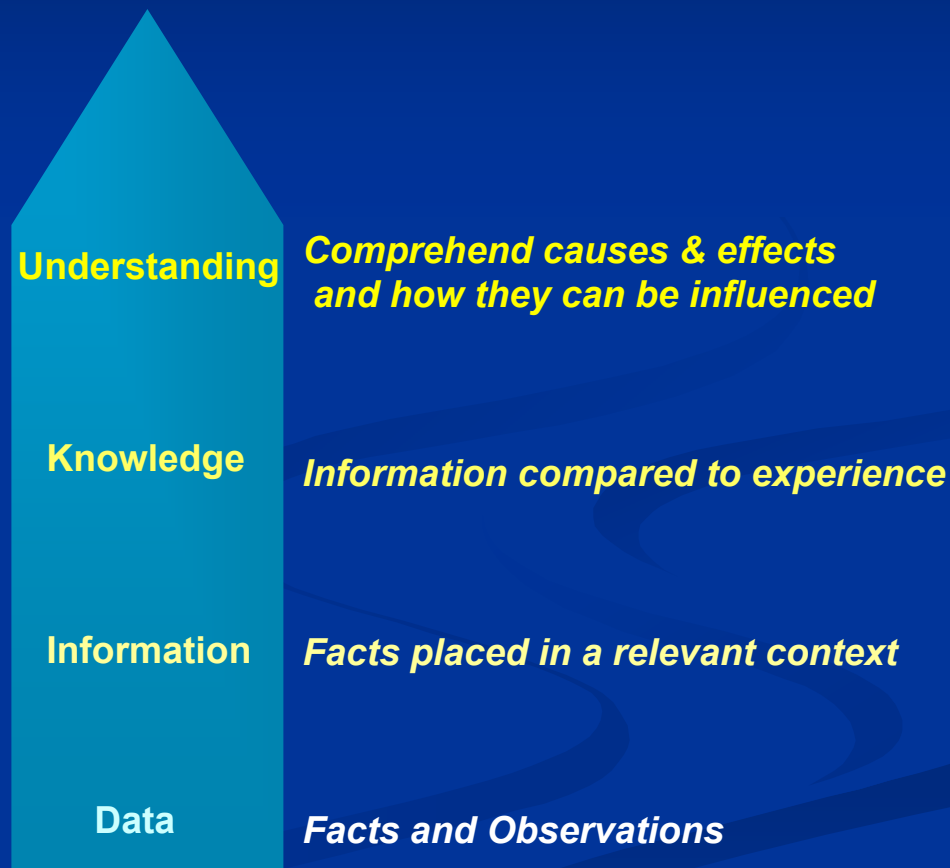 Understanding
Comprehend causes & effects
and how they can be influenced
Knowledge
Information compared to experience
Information
Facts placed in a relevant context
Data
Facts and Observations